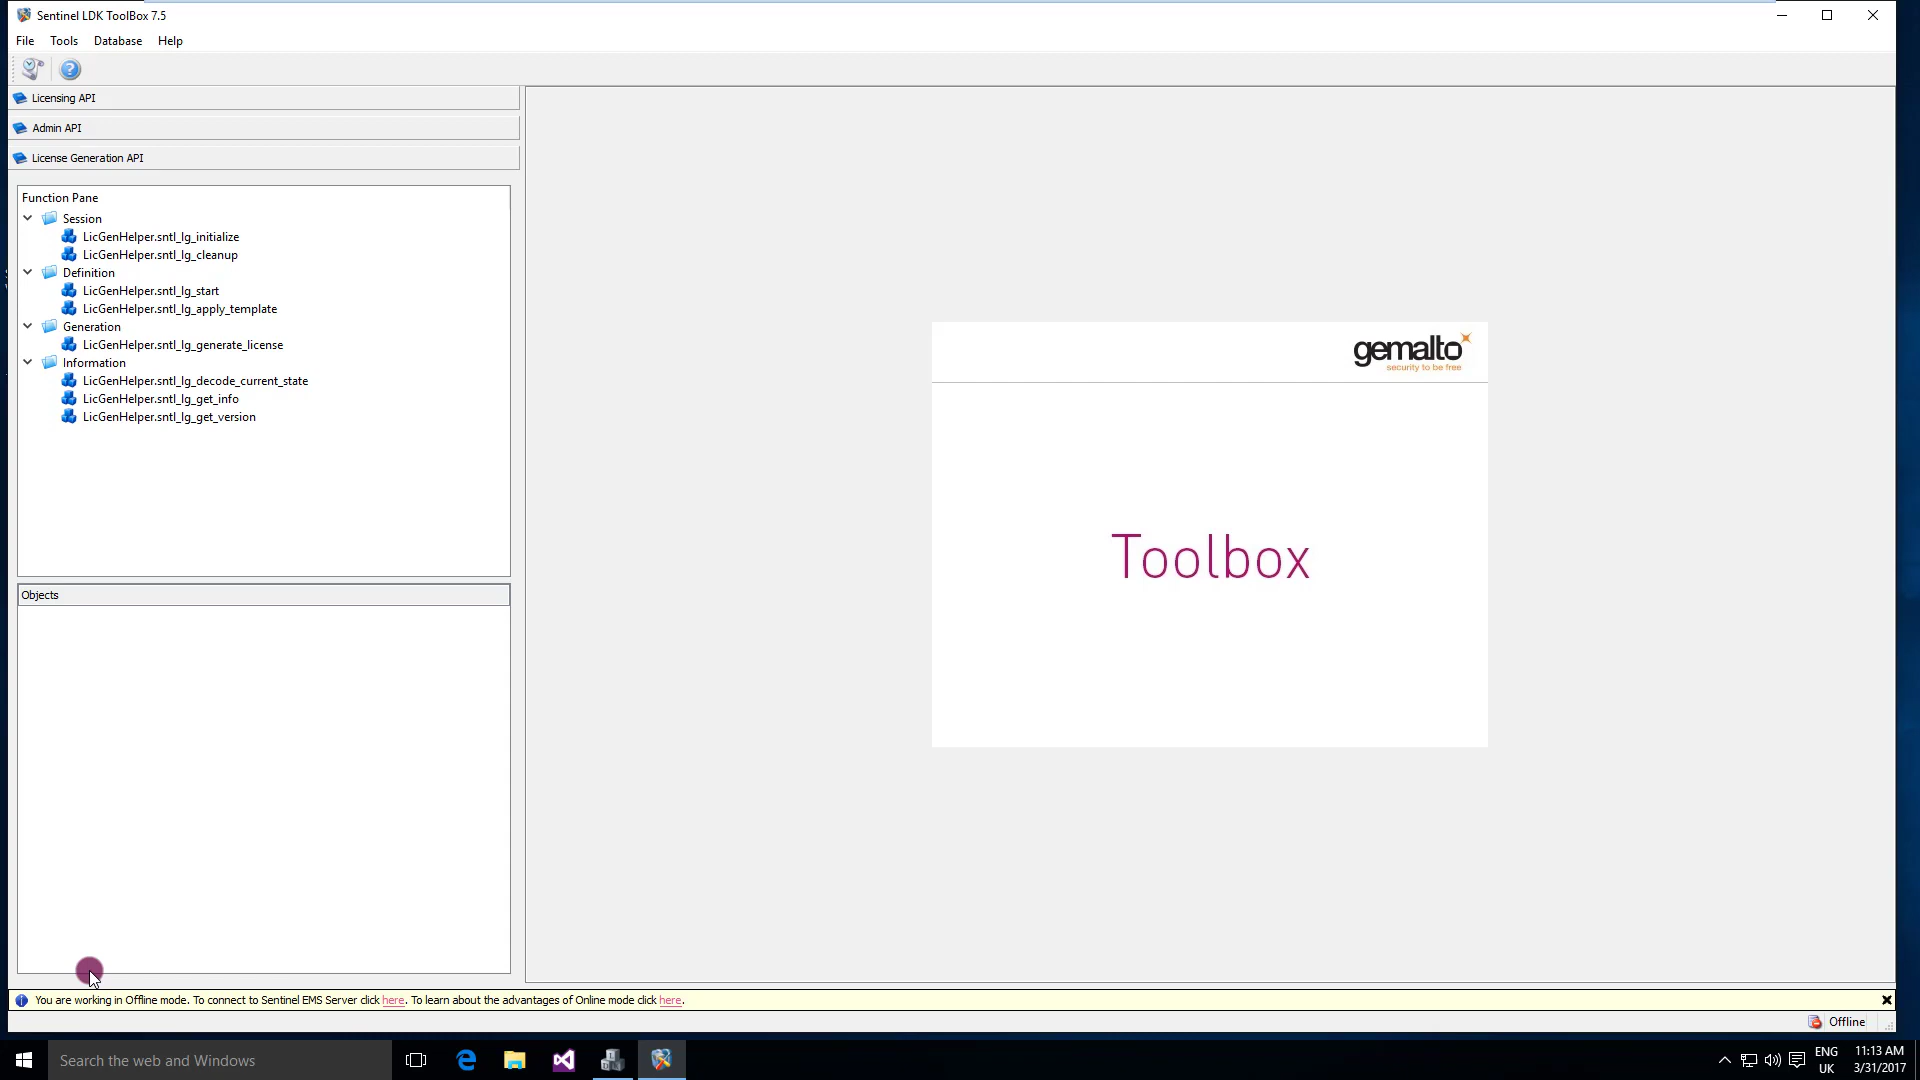 Sentinel LDK ToolBox 7.5
File Tools Database Help
Licensing API
Admin API
License Generation API
Function Pane
Session
LicGenHelper.sntl_lg_initialize
LicGenHelper.sntl_lg_cleanup
Definition
LicGenHelper.sntl_lg_start
LicGenHelper.sntl_lg_apply_template
Generation
LicGenHelper.sntl_lg_generate_license
Information
LicGenHelper.sntl_lg_decode_current_state
LicGenHelper.sntl_lg_get_info
LicGenHelper.sntl_lg_get_version
Objects
gemalto
security to be free
Toolbox
You are working in Offline mode. To connect to Sentinel EMS Server click here. To learn about the advantages of Online mode click here.
Offline
Search the web and Windows
ENG
UK
11:13 AM
3/31/2017